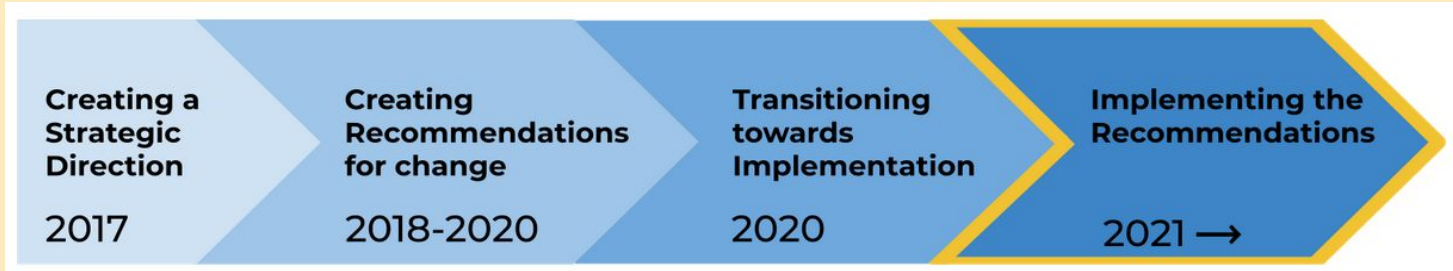 Creating a
Strategic
Direction
2017
Creating
Recommendations
for change
2018-2020
Transitioning
towards
Implementation
2020
Implementing the
Recommendations
2021 →